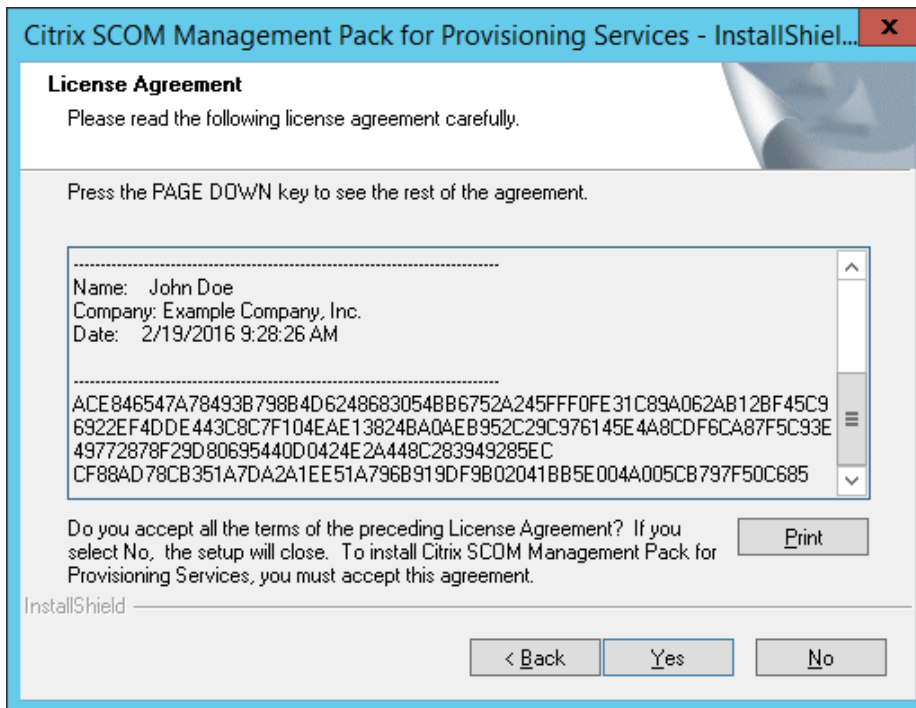 Citrix SCOM Management Pack for Provisioning Services - InstallShiel...
License Agreement
Please read the following license agreement carefully.
Press the PAGE DOWN key to see the rest of the agreement.
--------------------------------------------------------------------------------
Name: John Doe
Company: Example Company, Inc.
Date: 2/19/2016 9:28:26 AM
--------------------------------------------------------------------------------
ACE846547A78493B798B4D6248683054BB6752A245FFF0FE31C89A062AB12BF45C9
6922EF4DDE443C8C7F104EAE13824BA0AEB952C29C976145E4A8CDF6CA87F5C93E
49772878F29D80695440D0424E2A448C283949285EC
CF88AD78CB351A7DA2A1EE51A796B919DF9B02041BB5E004A005CB797F50C685
Do you accept all the terms of the preceding License Agreement? If you
select No, the setup will close. To install Citrix SCOM Management Pack for
Provisioning Services, you must accept this agreement.
Print
InstallShield
< Back
Yes
No